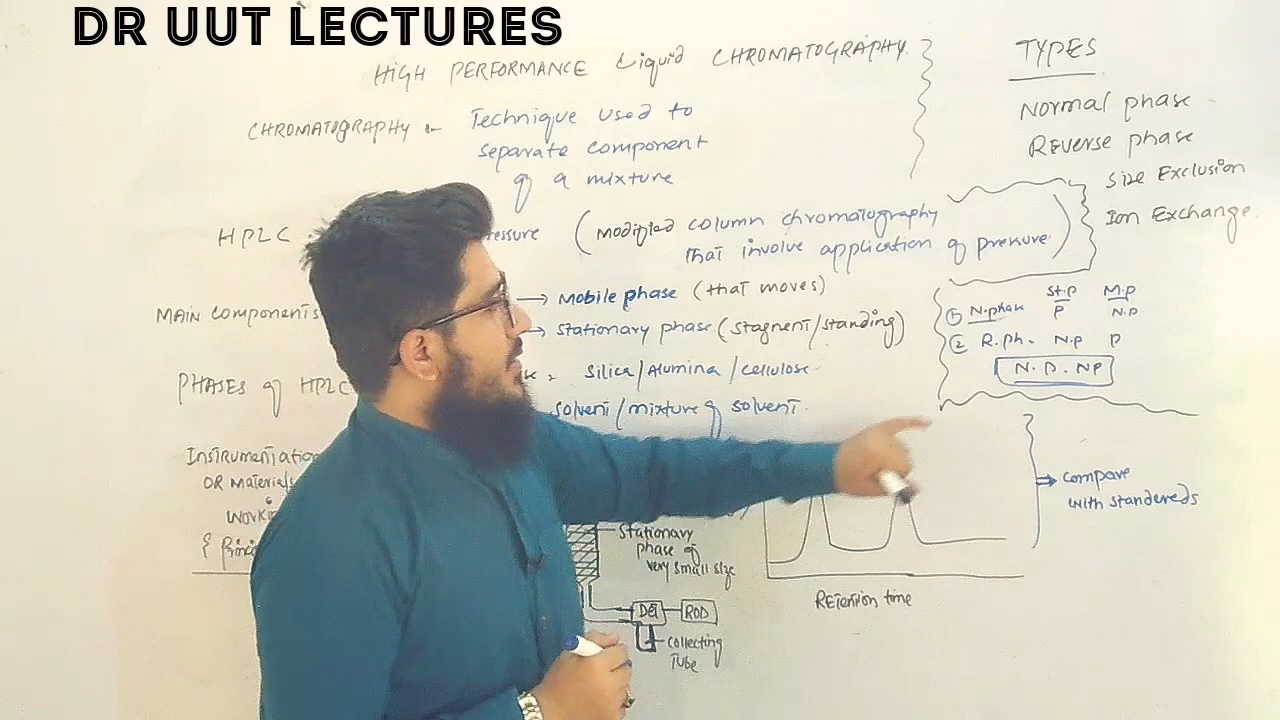 DR UUT LECTURES
HIGH PERFORMANCE Liquid CHROMATOGRAPHY
CHROMATOGRAPHY :- Technique used to
separate component
of a mixture
HPLC
(Modified column chromatography
that involve application of pressure)
MAIN components
→ Mobile phase (that moves)
→ Stationary phase (stagnent/standing)
PHASES of HPLC
Silica/Alumina/cellulose
solvent/mixture of solvent
OR Materials
TYPES
Normal phase
Reverse phase
Size Exclusion
Ion Exchange
St.p M.p
① N.phase P N.P
② R.ph. N.P P
N.P.NP
⇒ compare
with standereds
Stationary
phase of
very small size
Det ROD
collecting
Tube
REtention time